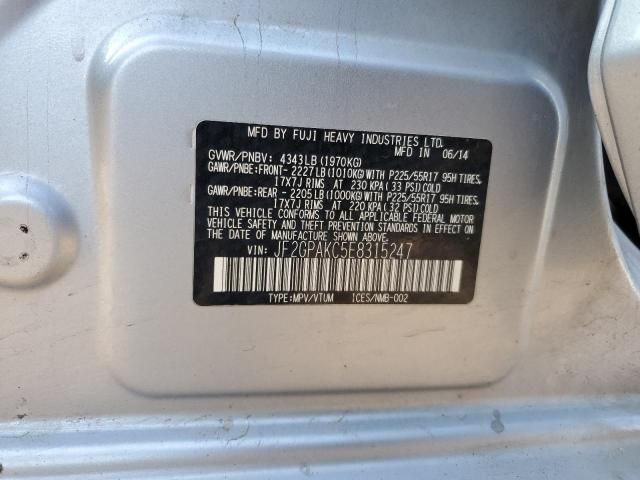 MFD BY FUJI HEAVY INDUSTRIES LTD.
GVWR/PNBV: 4343LB(1970KG) MFD IN 06/14
GAWR/PNBE:FRONT- 2227LB(1010KG)WITH P225/55R17 95H TIRES,
17X7J RIMS AT 230 KPA (33 PSI)COLD
GAWR/PNBE:REAR - 2205LB(1000KG)WITH P225/55R17 95H TIRES,
17X7J RIMS AT 220 KPA (32 PSI)COLD
THIS VEHICLE CONFORMS TO ALL APPLICABLE FEDERAL MOTOR
VEHICLE SAFETY AND THEFT PREVENTION STANDARDS IN EFFECT ON
THE DATE OF MANUFACTURE SHOWN ABOVE.
VIN: JF2GPAKC5E8315247
TYPE:MPV/VTUM ICES/NMB-002